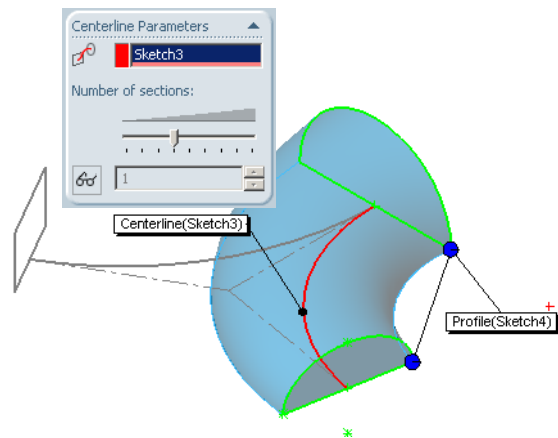 Centerline Parameters
Sketch3
Number of sections:
1
Centerline(Sketch3)
Profile(Sketch4)